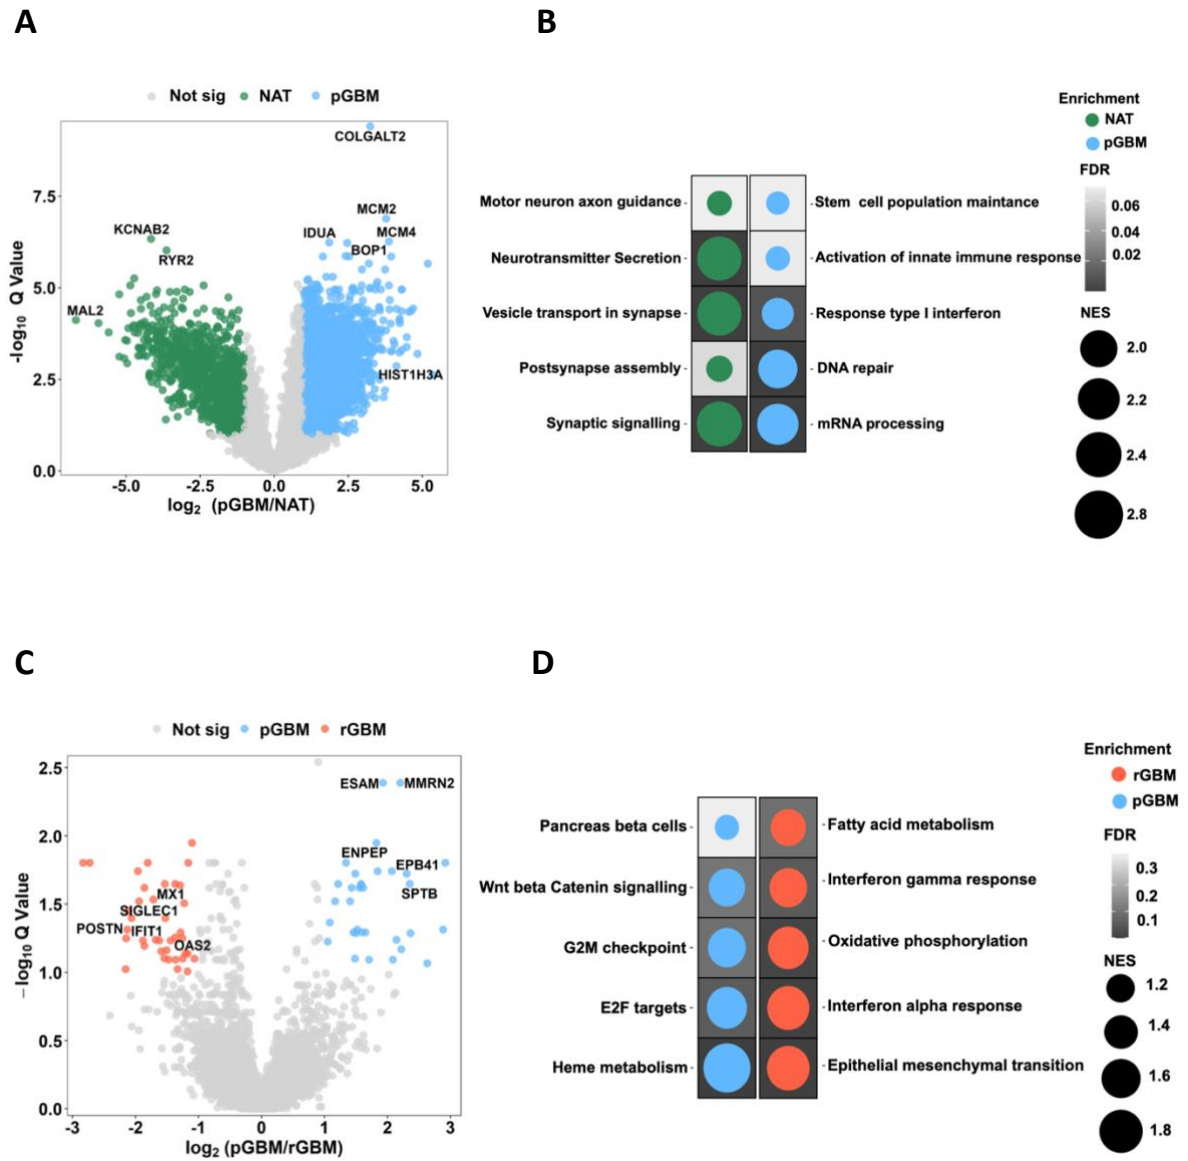 A
B
Not sig NAT pGBM
COLGALT2
MCM2
KCNAB2
IDUA
MCM4
BOP1
RYR2
MAL2
HIST1H3A
7.5
5.0
2.5
0.0
-log10 Q Value
-5.0 -2.5 0.0 2.5 5.0
log2 (pGBM/NAT)
Motor neuron axon guidance
Neurotransmitter Secretion
Vesicle transport in synapse
Postsynapse assembly
Synaptic signalling
Stem cell population maintance
Activation of innate immune response
Response type I interferon
DNA repair
mRNA processing
Enrichment
NAT
pGBM
FDR
0.06
0.04
0.02
NES
2.0
2.2
2.4
2.8
C
D
Not sig pGBM rGBM
ESAM MMRN2
ENPEP
EPB41
SPTB
MX1
SIGLEC1
POSTN IFIT1
OAS2
2.5
2.0
1.5
1.0
0.5
0.0
−log10 Q Value
-3 -2 -1 0 1 2 3
log2 (pGBM/rGBM)
Pancreas beta cells
Wnt beta Catenin signalling
G2M checkpoint
E2F targets
Heme metabolism
Fatty acid metabolism
Interferon gamma response
Oxidative phosphorylation
Interferon alpha response
Epithelial mesenchymal transition
Enrichment
rGBM
pGBM
FDR
0.3
0.2
0.1
NES
1.2
1.4
1.6
1.8